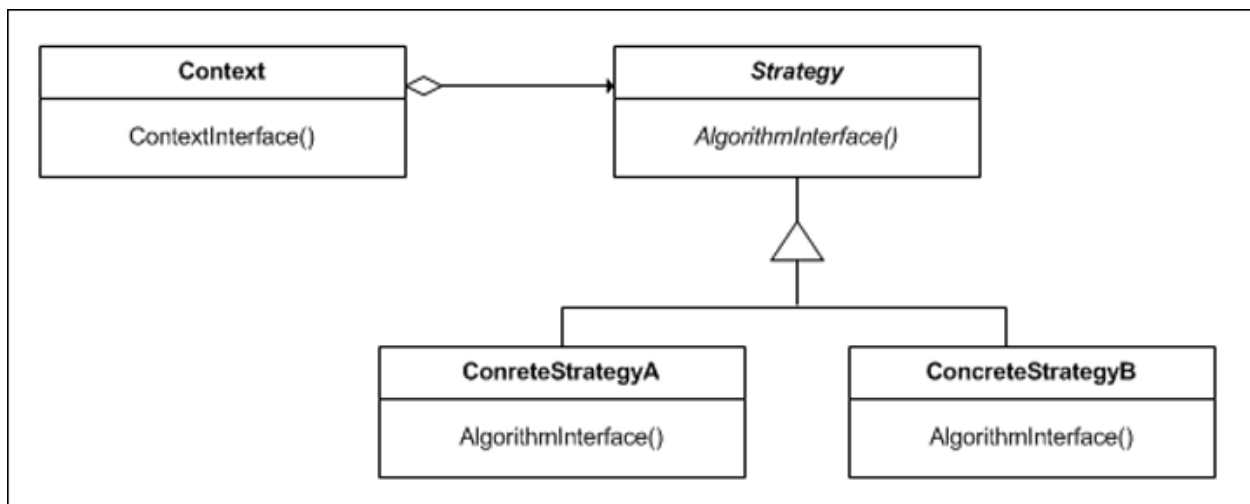 Context
Strategy
ContextInterface()
AlgorithmInterface()
ConreteStrategyA
ConcreteStrategyB
AlgorithmInterface()
AlgorithmInterface()